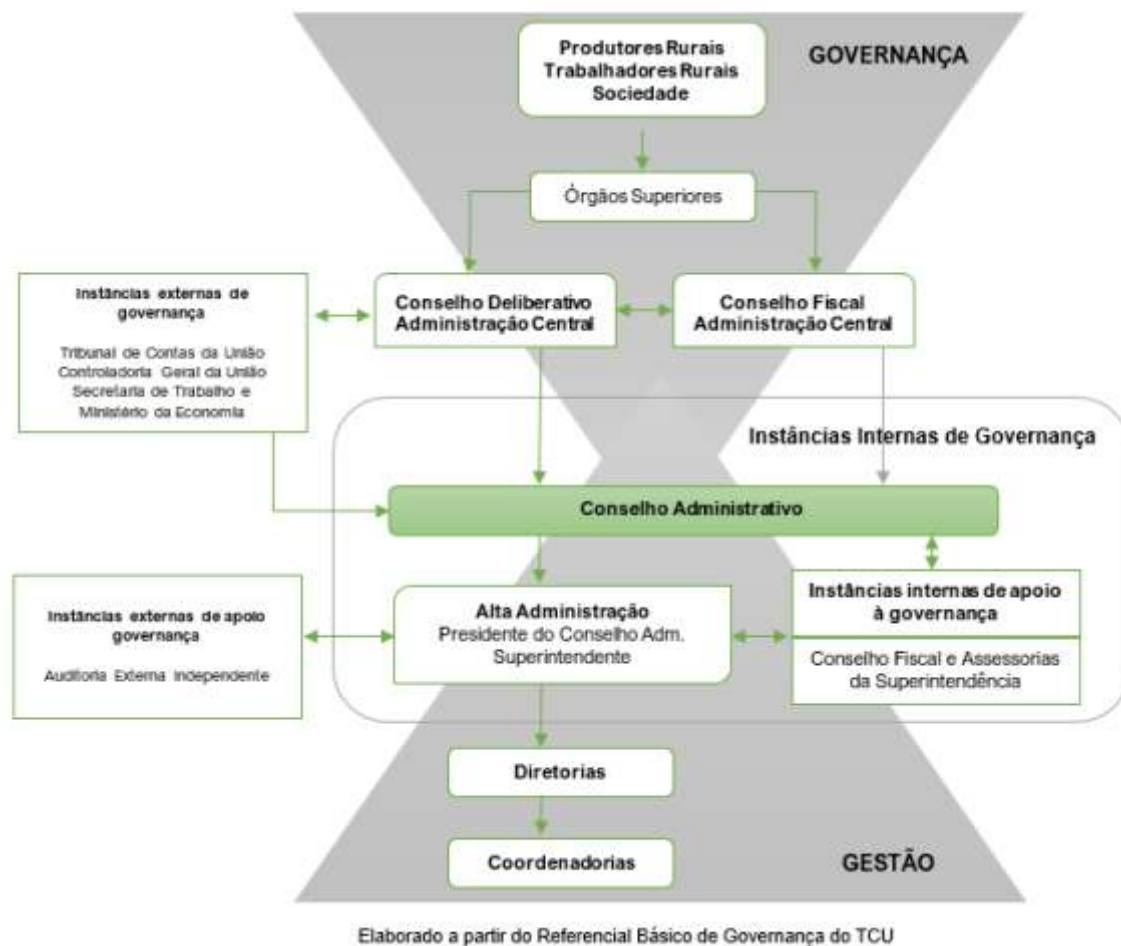 Produtores Rurais
Trabalhadores Rurais
Sociedade
GOVERNANÇA
Órgãos Superiores
Instâncias externas de
governança
Tribunal de Contas da União
Controladoria Geral da União
Secretaria de Trabalho e
Ministério da Economia
Conselho Deliberativo
Administração Central
Conselho Fiscal
Administração Central
Instâncias Internas de Governança
Conselho Administrativo
Instâncias externas de apoio
governança
Auditoria Externa Independente
Alta Administração
Presidente do Conselho Adm.
Superintendente
Instâncias internas de apoio
à governança
Conselho Fiscal e Assessorias
da Superintendência
Diretorias
Coordenadorias
GESTÃO
Elaborado a partir do Referencial Básico de Governança do TCU